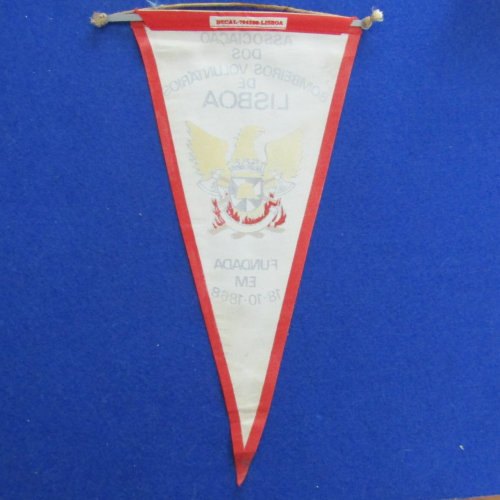 ASSOCIAÇÃO
DOS
BOMBEIROS VOLUNTÁRIOS
DE
LISBOA
FUNDADA
EM
18-10-1868